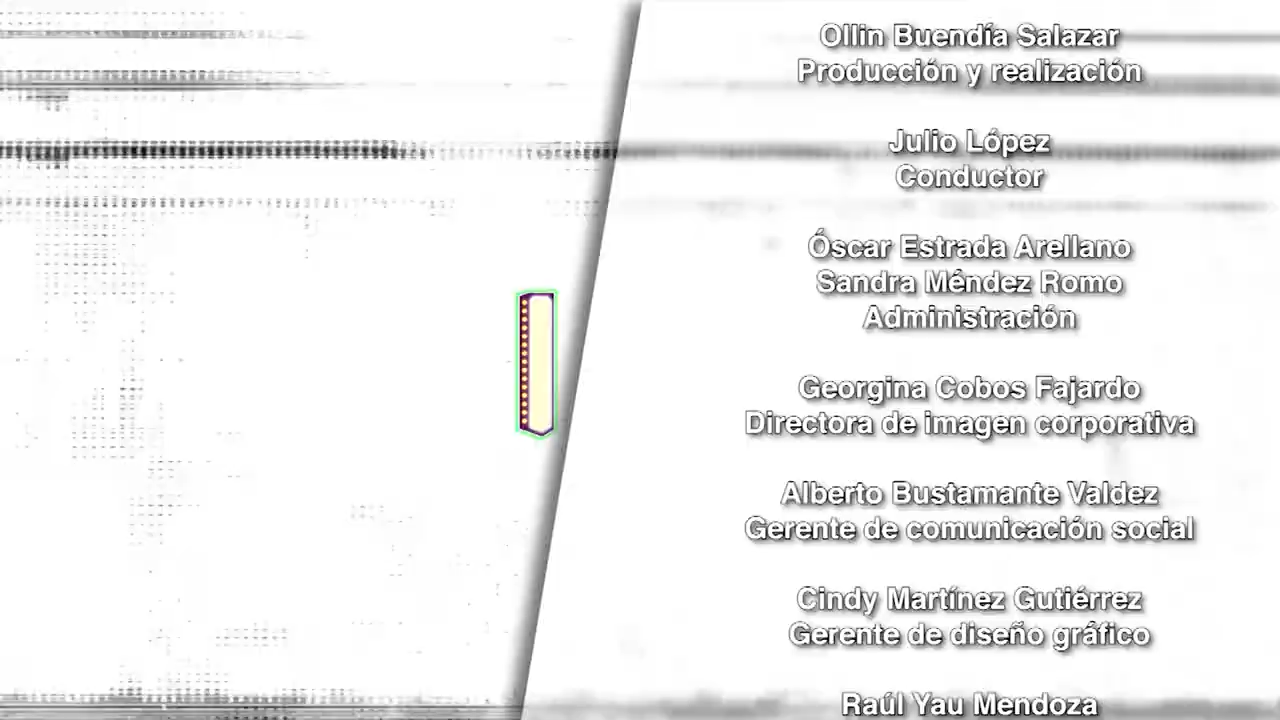 Ollin Buendía Salazar
Producción y realización
Julio López
Conductor
Óscar Estrada Arellano
Sandra Méndez Romo
Administración
Georgina Cobos Fajardo
Directora de imagen corporativa
Alberto Bustamante Valdez
Gerente de comunicación social
Cindy Martínez Gutiérrez
Gerente de diseño gráfico
Raúl Yau Mendoza